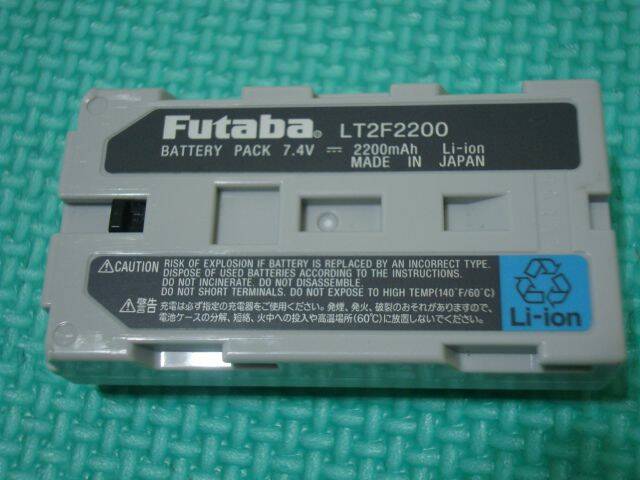 Futaba® LT2F2200
BATTERY PACK 7.4V ⎓ 2200mAh Li-ion
MADE IN JAPAN
⚠CAUTION RISK OF EXPLOSION IF BATTERY IS REPLACED BY AN INCORRECT TYPE.
DISPOSE OF USED BATTERIES ACCORDING TO THE INSTRUCTIONS.
DO NOT INCINERATE. DO NOT DISASSEMBLE.
DO NOT SHORT TERMINALS. DO NOT EXPOSE TO HIGH TEMP(140°F/60°C)
⚠警告 充電は必ず指定の充電器をご使用ください。発煙、発火、破裂のおそれがありますので、
電池ケースの分解、短絡、火中への投入や高温場所(60℃)に放置しないでください。
Li-ion